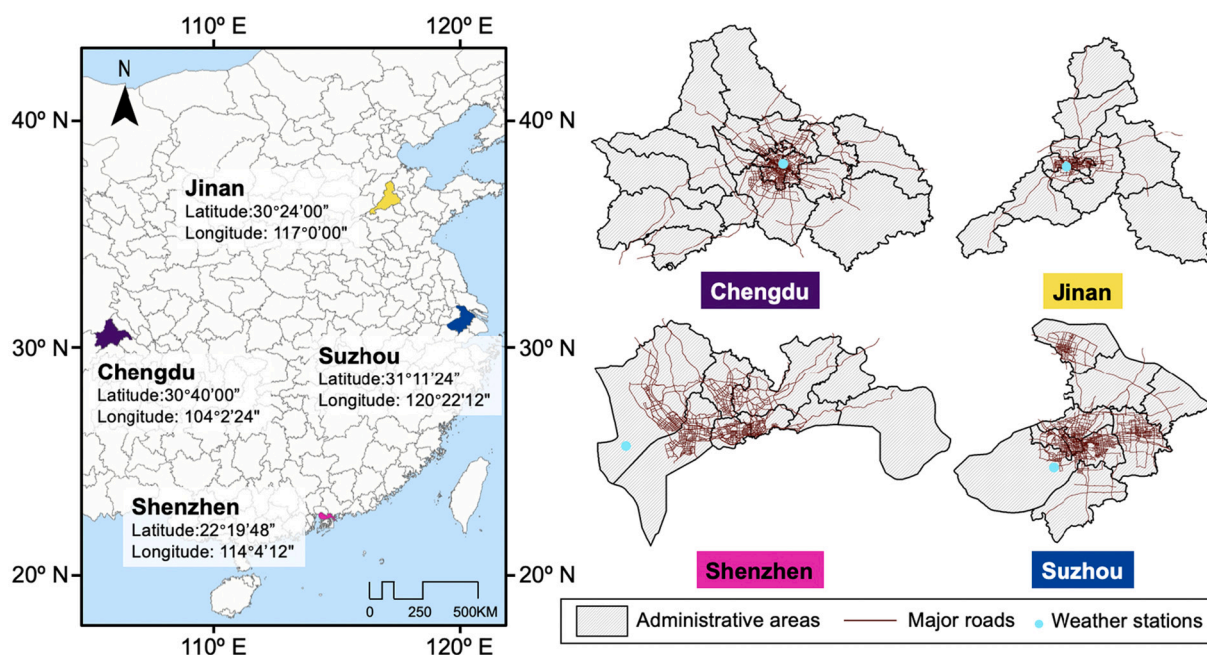 110º E
120º E
N
40º N
40º N
Jinan
Latitude:30°24’00”
Longitude: 117°0’00"
30º N
30º N
Chengdu
Latitude:30°40’00”
Longitude: 104°2’24"
Suzhou
Latitude:31°11’24”
Longitude: 120°22’12"
Shenzhen
Latitude:22°19’48”
Longitude: 114°4’12"
20º N
20º N
0 250 500KM
110º E
120º E
Chengdu
Jinan
Shenzhen
Suzhou
Administrative areas
Major roads
Weather stations